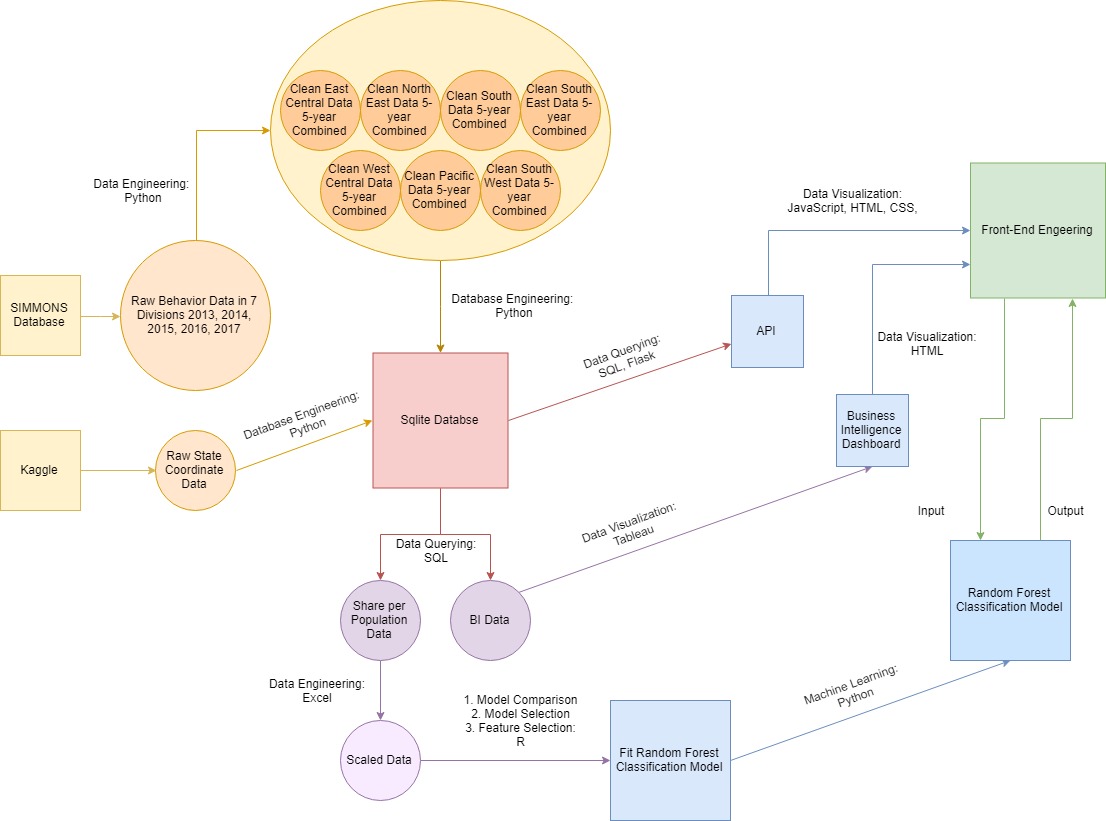 Clean East
Central Data
5-year
Combined
Clean North
East Data 5-
year
Combined
Clean South
Data 5-year
Combined
Clean South
East Data 5-
year
Combined
Clean West
Central Data
5-year
Combined
Clean Pacific
Data 5-year
Combined
Clean South
West Data 5-
year
Combined
Data Engineering:
Python
Data Visualization:
JavaScript, HTML, CSS,
Front-End Engeering
SIMMONS
Database
Raw Behavior Data in 7
Divisions 2013, 2014,
2015, 2016, 2017
Database Engineering:
Python
API
Data Querying:
SQL, Flask
Data Visualization:
HTML
Database Engineering:
Python
Sqlite Databse
Business
Intelligence
Dashboard
Kaggle
Raw State
Coordinate
Data
Data Visualization:
Tableau
Input
Output
Data Querying:
SQL
Share per
Population
Data
BI Data
Random Forest
Classification Model
Data Engineering:
Excel
1. Model Comparison
2. Model Selection
3. Feature Selection:
R
Machine Learning:
Python
Scaled Data
Fit Random Forest
Classification Model